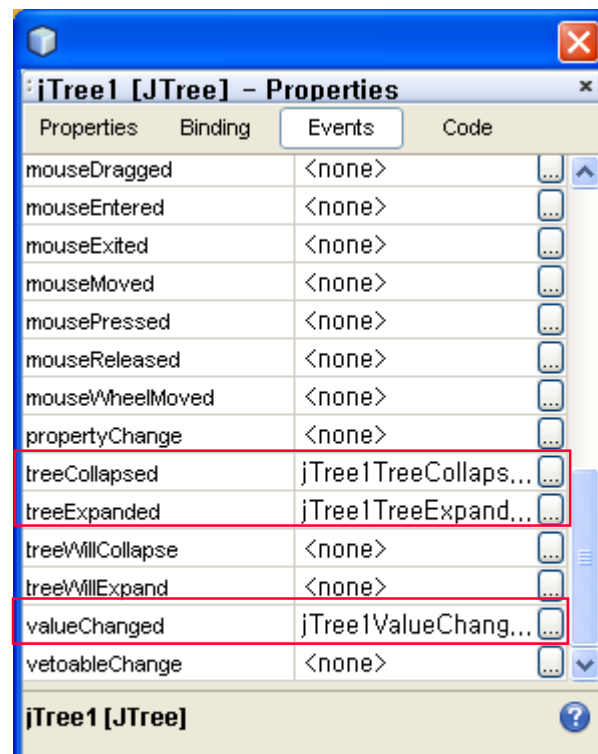 jTree1 [JTree] - Properties ×
Properties Binding Events Code
mouseDragged <none> ...
mouseEntered <none> ...
mouseExited <none> ...
mouseMoved <none> ...
mousePressed <none> ...
mouseReleased <none> ...
mouseWheelMoved <none> ...
propertyChange <none> ...
treeCollapsed jTree1TreeCollaps... ...
treeExpanded jTree1TreeExpand... ...
treeWillCollapse <none> ...
treeWillExpand <none> ...
valueChanged jTree1ValueChang... ...
vetoableChange <none> ...
jTree1 [JTree] ?